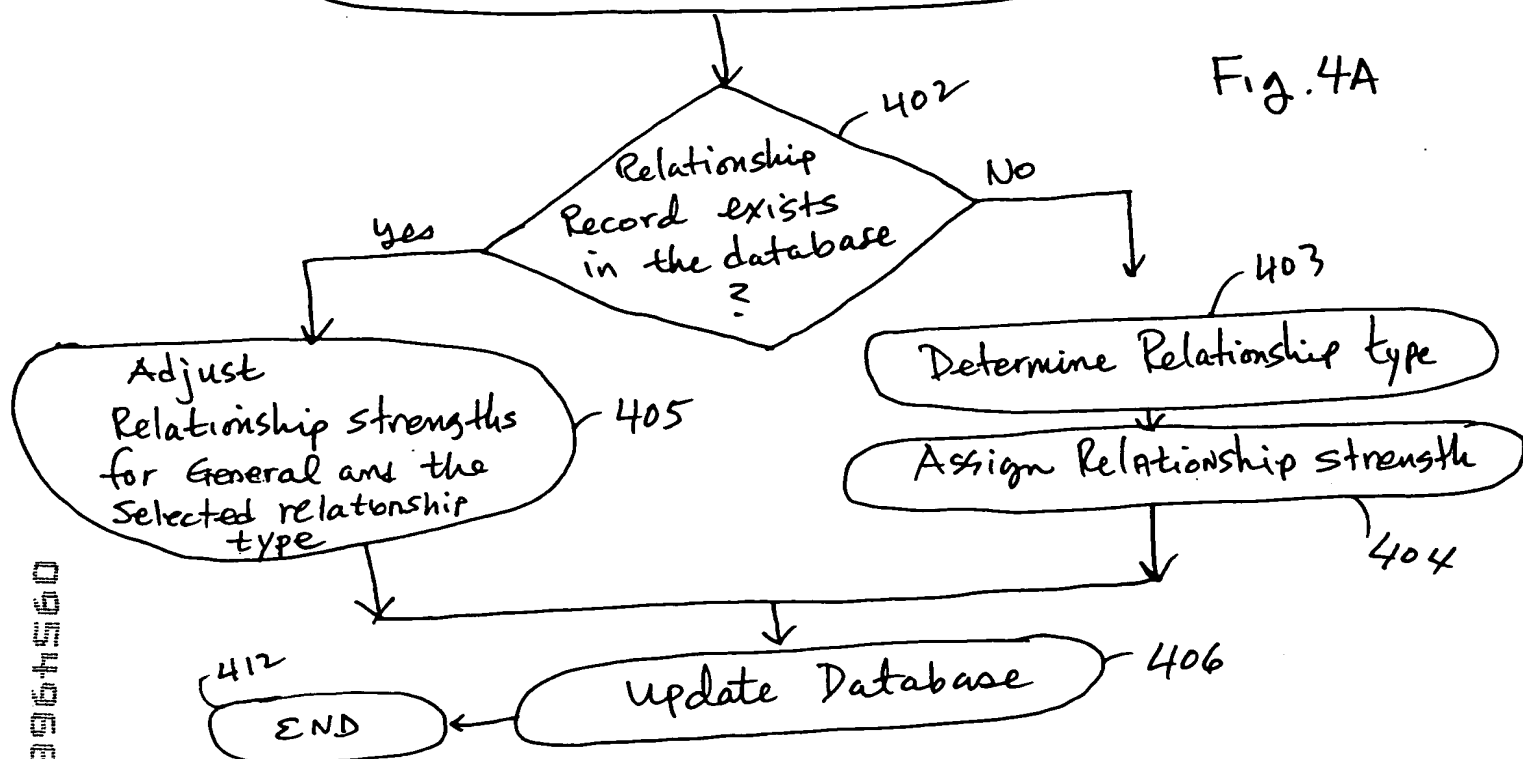 Fig. 4A
402
Relationship
Record exists
in the database
?
Yes
No
403
Determine Relationship type
Adjust
Relationship strengths
for General and the
Selected relationship
type
405
Assign Relationship strength
404
Update Database
406
412
END